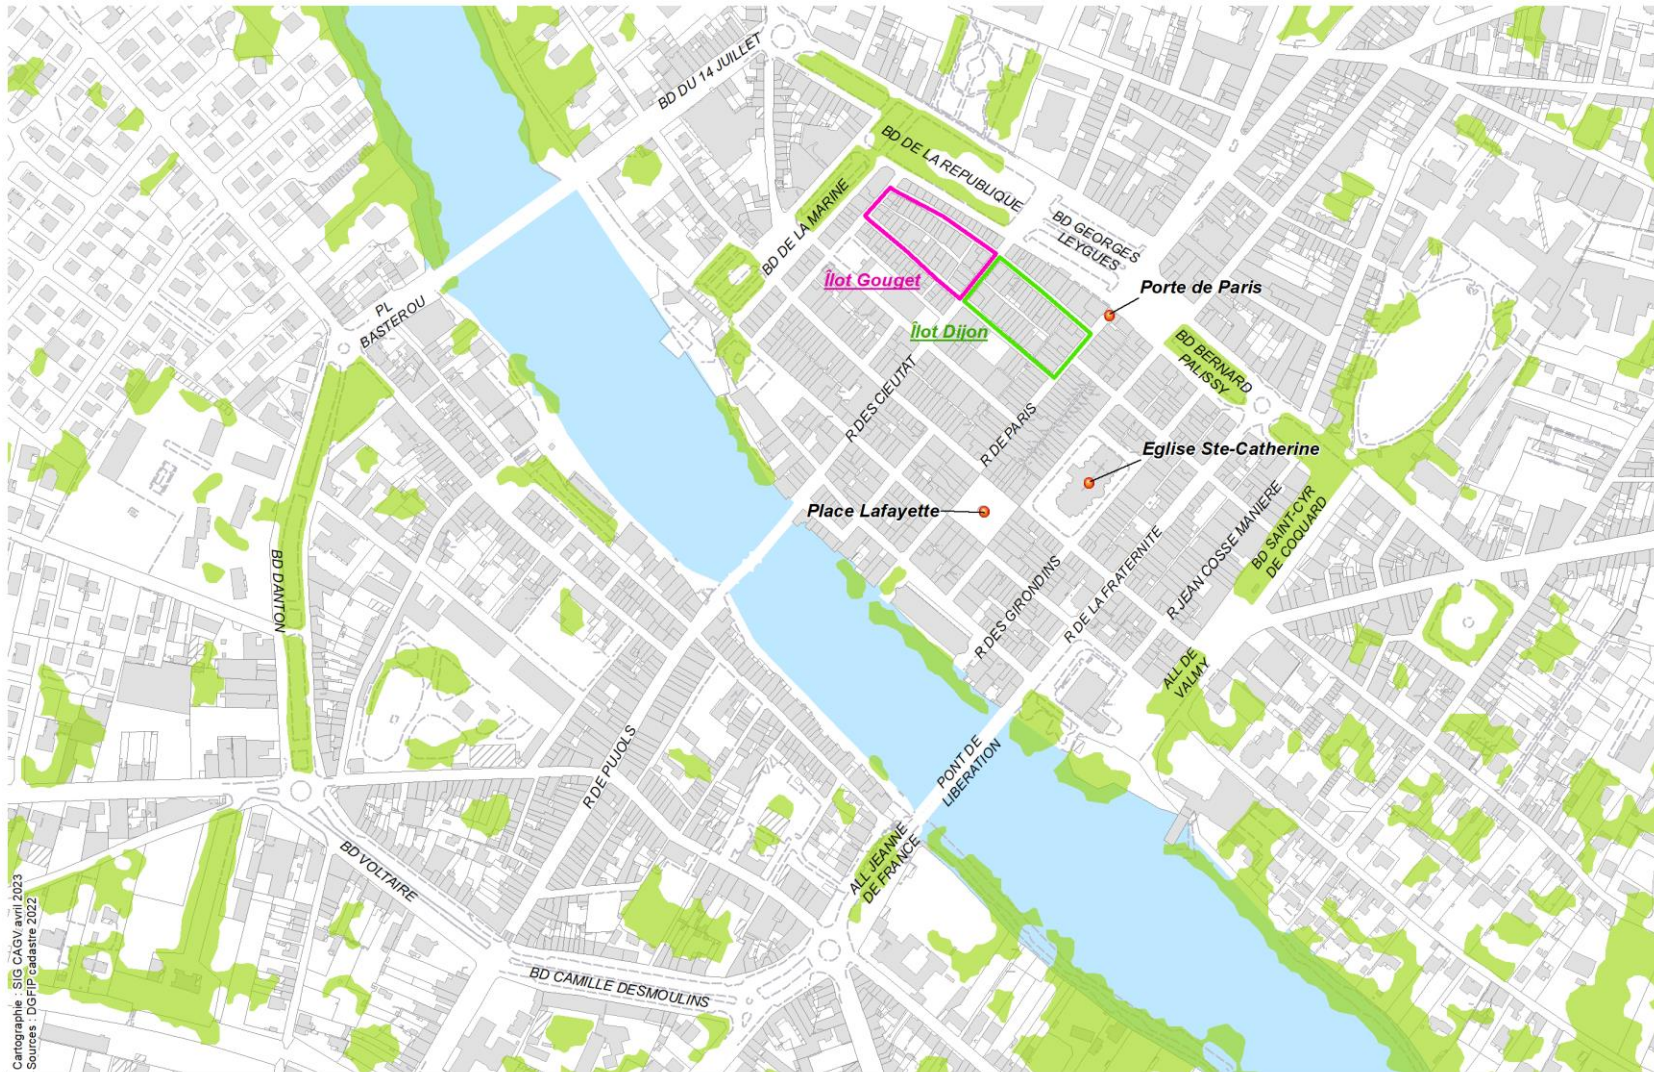 BD DU 14 JUILLET
BD DE LA REPUBLIQUE
BD DE LA MARINE
BD GEORGES
LEYGUES
Îlot Gouget
Porte de Paris
PL
BASTEROU
Îlot Dijon
BD BERNARD
PALISSY
R DES CIEUTAT
R DE PARIS
Eglise Ste-Catherine
Place Lafayette
R JEAN COSSE MANIERE
BD SAINT-CYR
DE COQUARD
BD DANTON
R DES GIRONDINS
R DE LA FRATERNITE
ALL DE
VALMY
R DE PUJOLS
PONT DE
LIBERATION
ALL JEANNE
DE FRANCE
BD VOLTAIRE
BD CAMILLE DESMOULINS
Cartographie : SIG CAGV avril 2023
Sources : DGFIP cadastre 2022